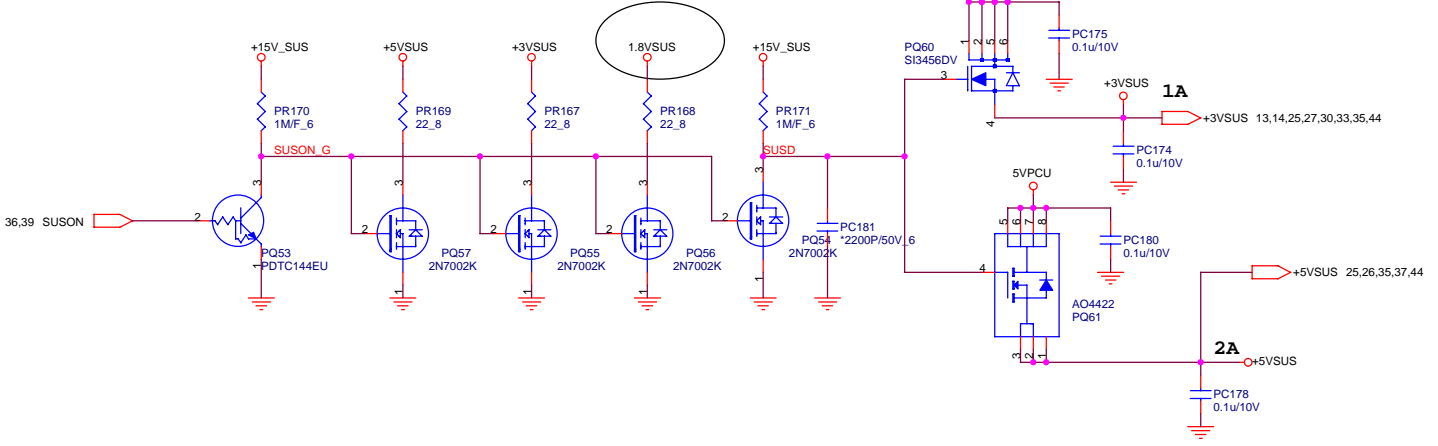 +15V_SUS
+5VSUS
+3VSUS
1.8VSUS
+15V_SUS
PR170
1M/F_6
PR169
22_8
PR167
22_8
PR168
22_8
PR171
1M/F_6
SUSON_G
SUSD
36,39 SUSON
2
3
1
PQ53
PDTC144EU
2
3
1
PQ57
2N7002K
2
3
1
PQ55
2N7002K
2
3
1
PQ56
2N7002K
2
3
1
PQ54
2N7002K
PC181
*2200P/50V_6
PQ60
SI3456DV
1
2
5
6
3
4
PC175
0.1u/10V
+3VSUS
1A
+3VSUS 13,14,25,27,30,33,35,44
PC174
0.1u/10V
5VPCU
5
6
7
8
4
3
2
1
PC180
0.1u/10V
AO4422
PQ61
+5VSUS 25,26,35,37,44
2A
+5VSUS
PC178
0.1u/10V